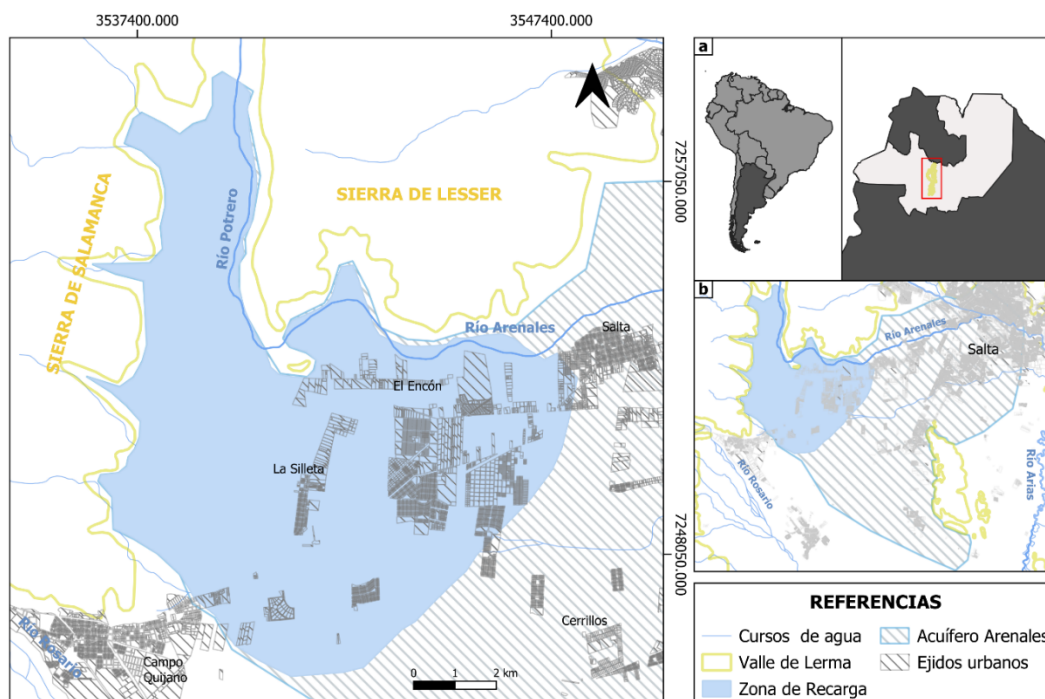 3537400.000
3547400.000
7257050.000
7248050.000
SIERRA DE SALAMANCA
Río Potrero
SIERRA DE LESSER
Río Arenales
Salta
El Encón
La Silleta
Cerrillos
Río Rosario
Campo
Quijano
0 1 2 km
a
b
Río Arenales
Salta
Río Rosario
Río Arias
REFERENCIAS
Cursos de agua
Valle de Lerma
Zona de Recarga
Acuífero Arenales
Ejidos urbanos